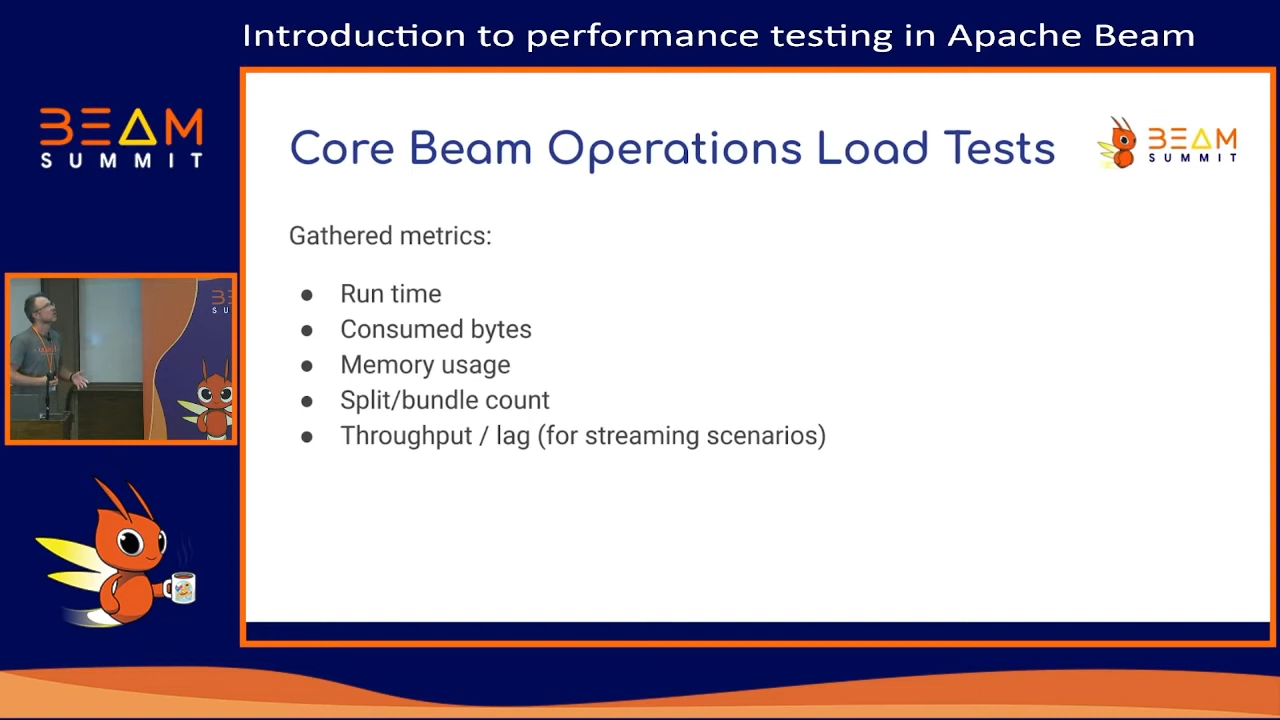 Introduction to performance testing in Apache Beam
BEAM
SUMMIT
Core Beam Operations Load Tests
BEAM
SUMMIT
Gathered metrics:
● Run time
● Consumed bytes
● Memory usage
● Split/bundle count
● Throughput / lag (for streaming scenarios)